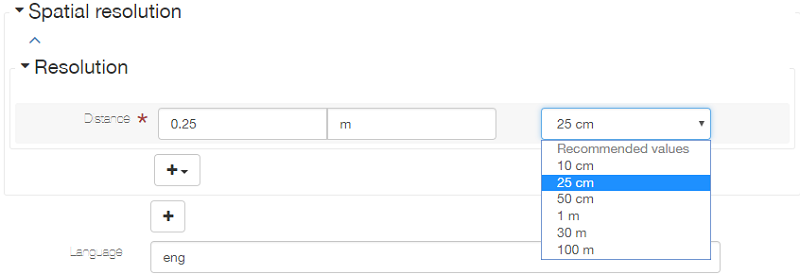 Spatial resolution
Resolution
Distance * 0.25 m 25 cm
Recommended values
10 cm
25 cm
50 cm
1 m
30 m
100 m
Language eng